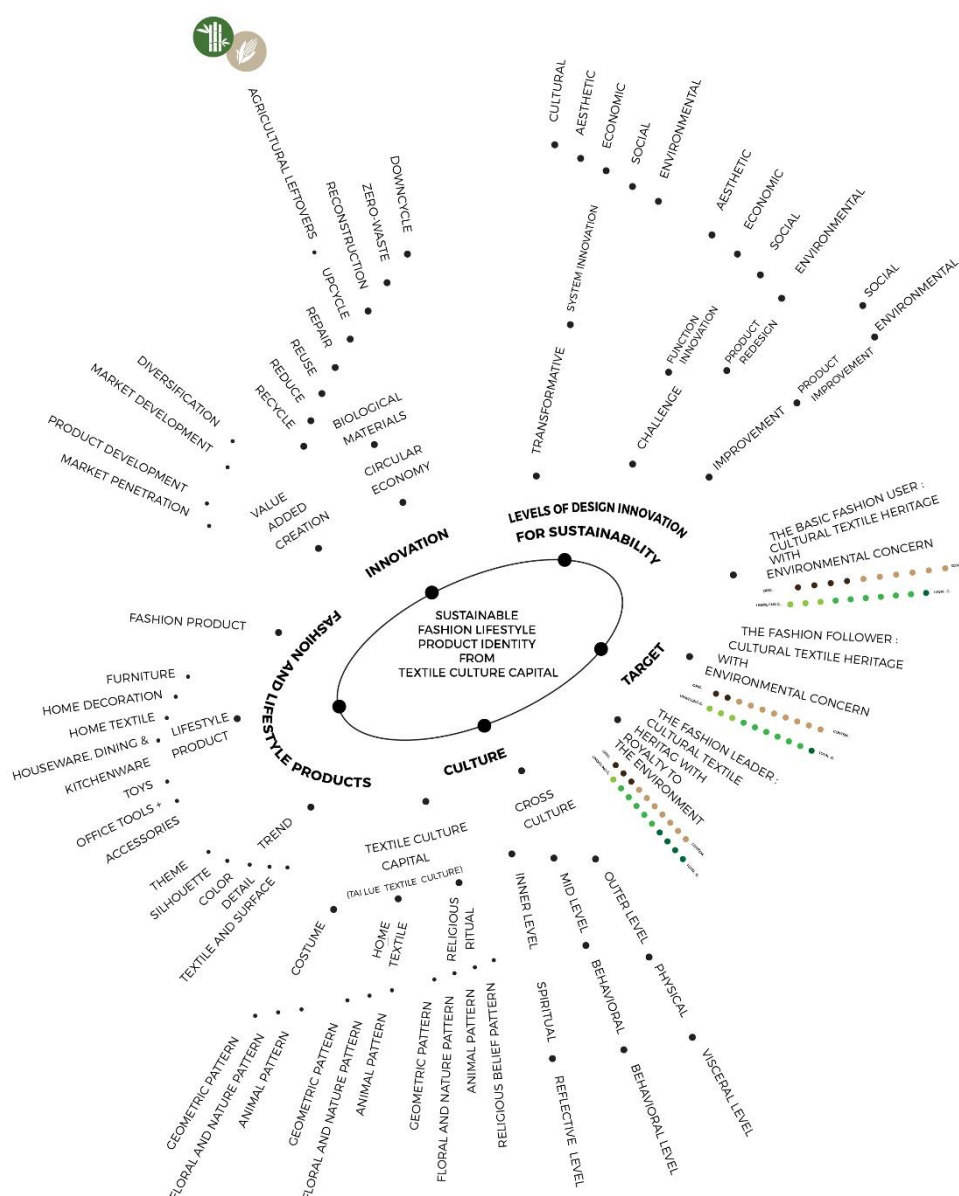 SUSTAINABLE
FASHION LIFESTYLE
PRODUCT IDENTITY
FROM
TEXTILE CULTURE CAPITAL
INNOVATION
CIRCULAR
ECONOMY
BIOLOGICAL
MATERIALS
AGRICULTURAL LEFTOVERS
RECYCLE
REDUCE
REUSE
REPAIR
UPCYCLE
RECONSTRUCTION
ZERO-WASTE
DOWNCYCLE
VALUE
ADDED
CREATION
DIVERSIFICATION
MARKET DEVELOPMENT
PRODUCT DEVELOPMENT
MARKET PENETRATION
LEVELS OF DESIGN INNOVATION
FOR SUSTAINABILITY
TRANSFORMATIVE
SYSTEM INNOVATION
CULTURAL
AESTHETIC
ECONOMIC
SOCIAL
ENVIRONMENTAL
CHALLENGE
FUNCTION
INNOVATION
PRODUCT
REDESIGN
AESTHETIC
ECONOMIC
SOCIAL
ENVIRONMENTAL
IMPROVEMENT
PRODUCT
IMPROVEMENT
SOCIAL
ENVIRONMENTAL
TARGET
THE BASIC FASHION USER :
CULTURAL TEXTILE HERITAGE
WITH
ENVIRONMENTAL CONCERN
THE FASHION FOLLOWER :
CULTURAL TEXTILE HERITAGE
WITH
ENVIRONMENTAL CONCERN
THE FASHION LEADER :
CULTURAL TEXTILE
HERITAG WITH
ROYALTY TO
THE ENVIRONMENT
CULTURE
CROSS
CULTURE
INNER LEVEL
SPIRITUAL
REFLECTIVE LEVEL
MID LEVEL
BEHAVIORAL
BEHAVIORAL LEVEL
OUTER LEVEL
PHYSICAL
VISCERAL LEVEL
TEXTILE CULTURE
CAPITAL
(TAI LUE TEXTILE CULTURE)
COSTUME
GEOMETRIC PATTERN
FLORAL AND NATURE PATTERN
ANIMAL PATTERN
HOME
TEXTILE
GEOMETRIC PATTERN
FLORAL AND NATURE PATTERN
ANIMAL PATTERN
RELIGIOUS
RITUAL
GEOMETRIC PATTERN
FLORAL AND NATURE PATTERN
ANIMAL PATTERN
RELIGIOUS BELIEF PATTERN
FASHION AND LIFESTYLE PRODUCTS
FASHION PRODUCT
LIFESTYLE
PRODUCT
FURNITURE
HOME DECORATION
HOME TEXTILE
HOUSEWARE, DINING &
KITCHENWARE
TOYS
OFFICE TOOLS +
ACCESSORIES
TREND
THEME
SILHOUETTE
COLOR
DETAIL
TEXTILE AND SURFACE